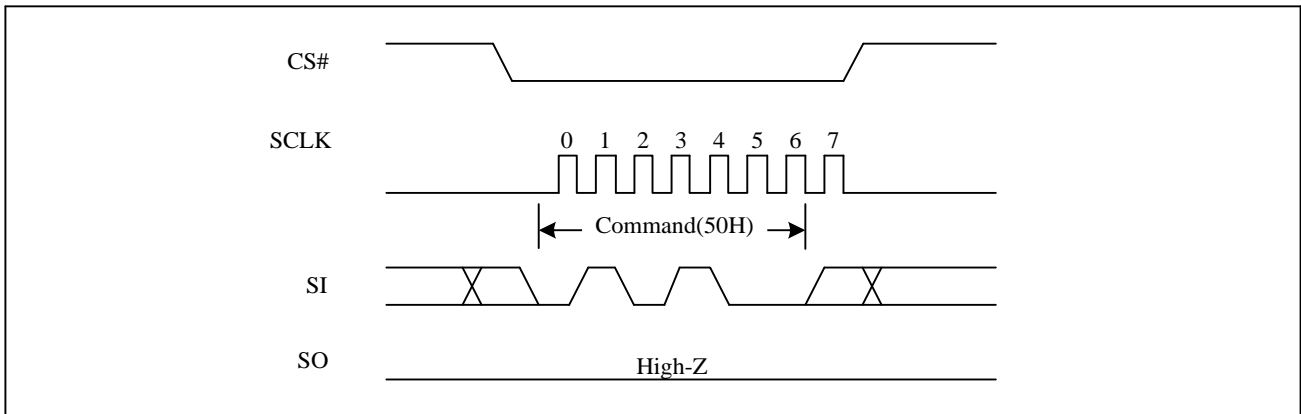 CS#
SCLK
0 1 2 3 4 5 6 7
Command(50H)
SI
SO
High-Z